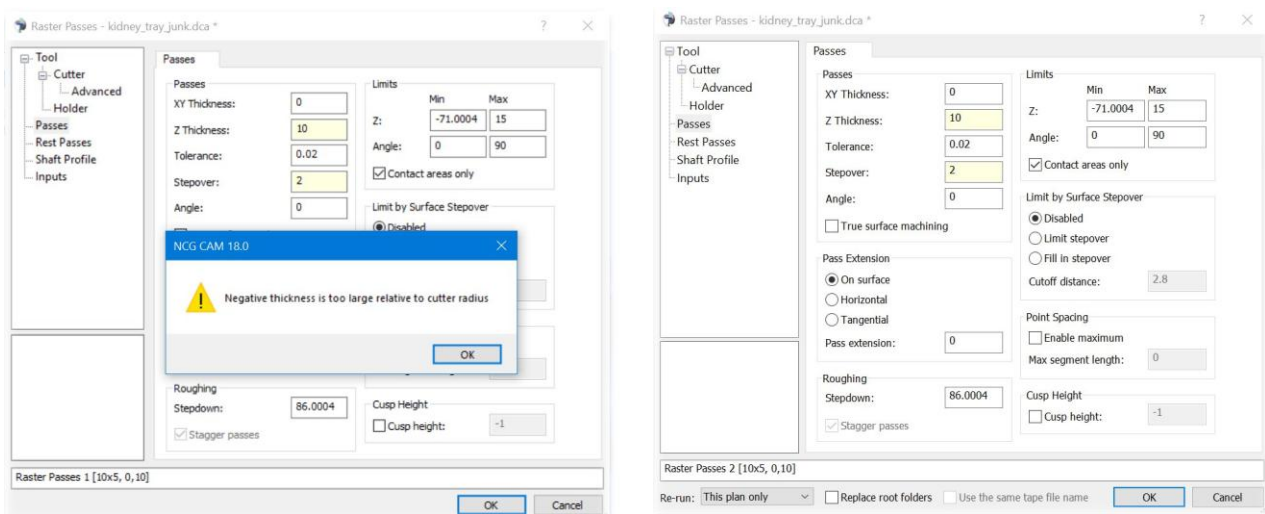 Raster Passes - kidney_tray_junk.dca *
Tool
Cutter
Advanced
Holder
Passes
Rest Passes
Shaft Profile
Inputs
Passes
Passes
XY Thickness: 0
Z Thickness: 10
Tolerance: 0.02
Stepover: 2
Angle: 0
Limits
Min Max
Z: -71.0004 15
Angle: 0 90
Contact areas only
Limit by Surface Stepover
Disabled
NCG CAM 18.0
Negative thickness is too large relative to cutter radius
OK
Roughing
Stepdown: 86.0004
Stagger passes
Cusp Height
Cusp height: -1
Raster Passes 1 [10x5, 0,10]
OK Cancel
Raster Passes - kidney_tray_junk.dca *
Tool
Cutter
Advanced
Holder
Passes
Rest Passes
Shaft Profile
Inputs
Passes
Passes
XY Thickness: 0
Z Thickness: 10
Tolerance: 0.02
Stepover: 2
Angle: 0
True surface machining
Pass Extension
On surface
Horizontal
Tangential
Pass extension: 0
Roughing
Stepdown: 86.0004
Stagger passes
Limits
Min Max
Z: -71.0004 15
Angle: 0 90
Contact areas only
Limit by Surface Stepover
Disabled
Limit stepover
Fill in stepover
Cutoff distance: 2.8
Point Spacing
Enable maximum
Max segment length: 0
Cusp Height
Cusp height: -1
Raster Passes 2 [10x5, 0,10]
Re-run: This plan only Replace root folders Use the same tape file name OK Cancel